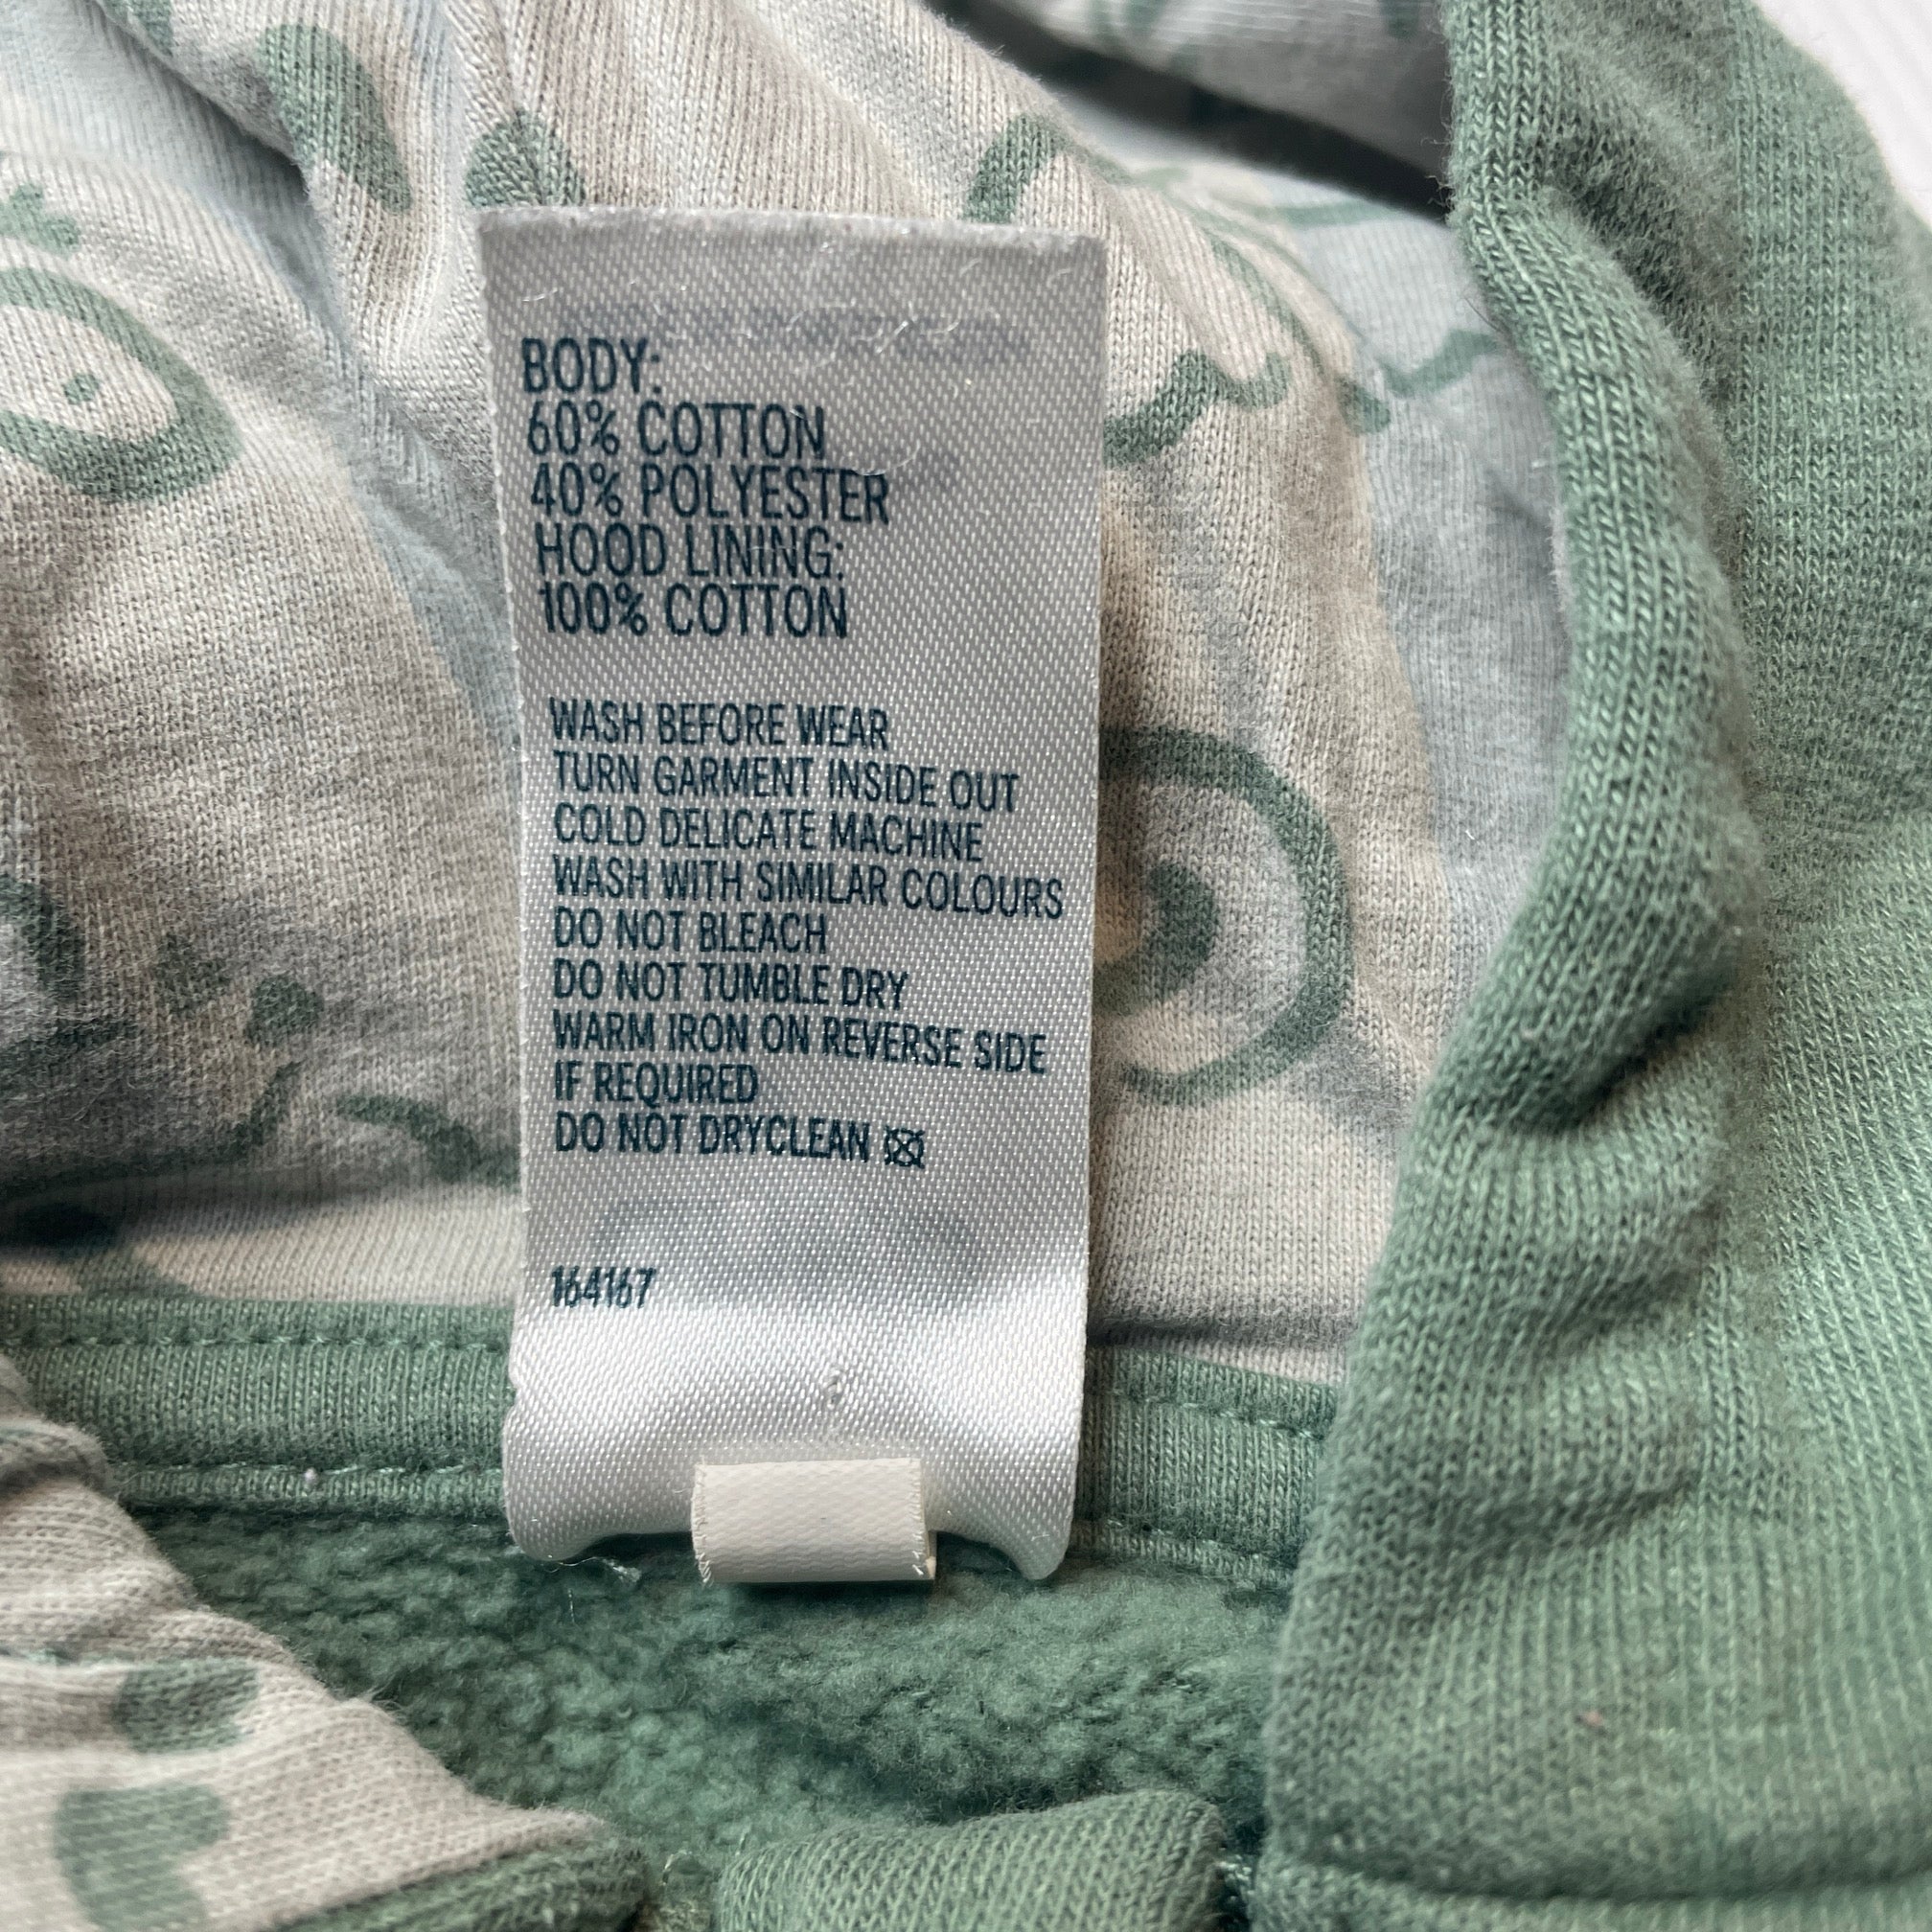 BODY:
60% COTTON
40% POLYESTER
HOOD LINING:
100% COTTON
WASH BEFORE WEAR
TURN GARMENT INSIDE OUT
COLD DELICATE MACHINE
WASH WITH SIMILAR COLOURS
DO NOT BLEACH
DO NOT TUMBLE DRY
WARM IRON ON REVERSE SIDE
IF REQUIRED
DO NOT DRYCLEAN
164167